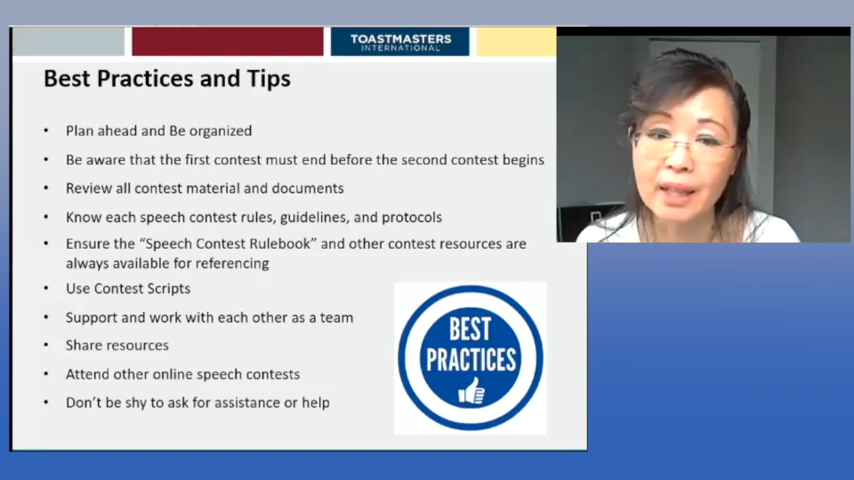 TOASTMASTERS
INTERNATIONAL
Best Practices and Tips
• Plan ahead and Be organized
• Be aware that the first contest must end before the second contest begins
• Review all contest material and documents
• Know each speech contest rules, guidelines, and protocols
• Ensure the “Speech Contest Rulebook” and other contest resources are
always available for referencing
• Use Contest Scripts
• Support and work with each other as a team
• Share resources
• Attend other online speech contests
• Don’t be shy to ask for assistance or help
BEST
PRACTICES